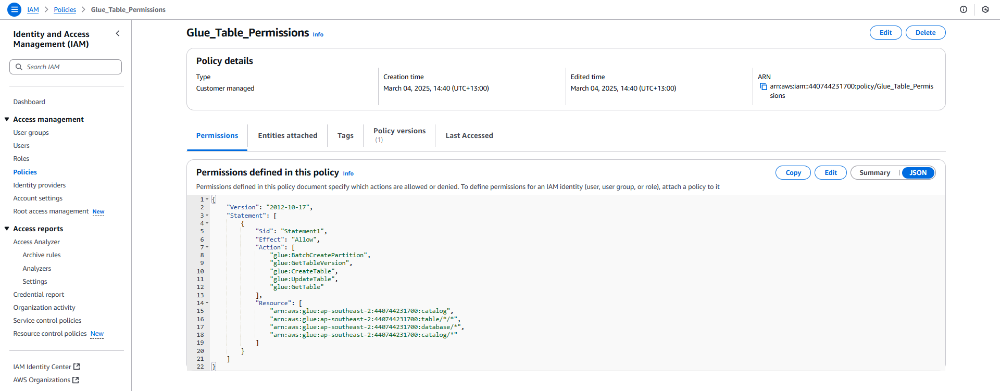 IAM > Policies > Glue_Table_Permissions
Identity and Access
Management (IAM)
Search IAM
Dashboard
Access management
User groups
Users
Roles
Policies
Identity providers
Account settings
Root access management New
Access reports
Access Analyzer
Archive rules
Analyzers
Settings
Credential report
Organization activity
Service control policies
Resource control policies New
IAM Identity Center
AWS Organizations
Glue_Table_Permissions Info
Edit
Delete
Policy details
Type
Customer managed
Creation time
March 04, 2025, 14:40 (UTC+13:00)
Edited time
March 04, 2025, 14:40 (UTC+13:00)
ARN
arn:aws:iam::440744231700:policy/Glue_Table_Permis
sions
Permissions
Entities attached
Tags
Policy versions
(1)
Last Accessed
Permissions defined in this policy Info
Copy
Edit
Summary
JSON
Permissions defined in this policy document specify which actions are allowed or denied. To define permissions for an IAM identity (user, user group, or role), attach a policy to it
1 {
2 "Version": "2012-10-17",
3 "Statement": [
4 {
5 "Sid": "Statement1",
6 "Effect": "Allow",
7 "Action": [
8 "glue:BatchCreatePartition",
9 "glue:GetTableVersion",
10 "glue:CreateTable",
11 "glue:UpdateTable",
12 "glue:GetTable"
13 ],
14 "Resource": [
15 "arn:aws:glue:ap-southeast-2:440744231700:catalog",
16 "arn:aws:glue:ap-southeast-2:440744231700:table/*/*",
17 "arn:aws:glue:ap-southeast-2:440744231700:database/*",
18 "arn:aws:glue:ap-southeast-2:440744231700:catalog/*"
19 ]
20 }
21 ]
22 }